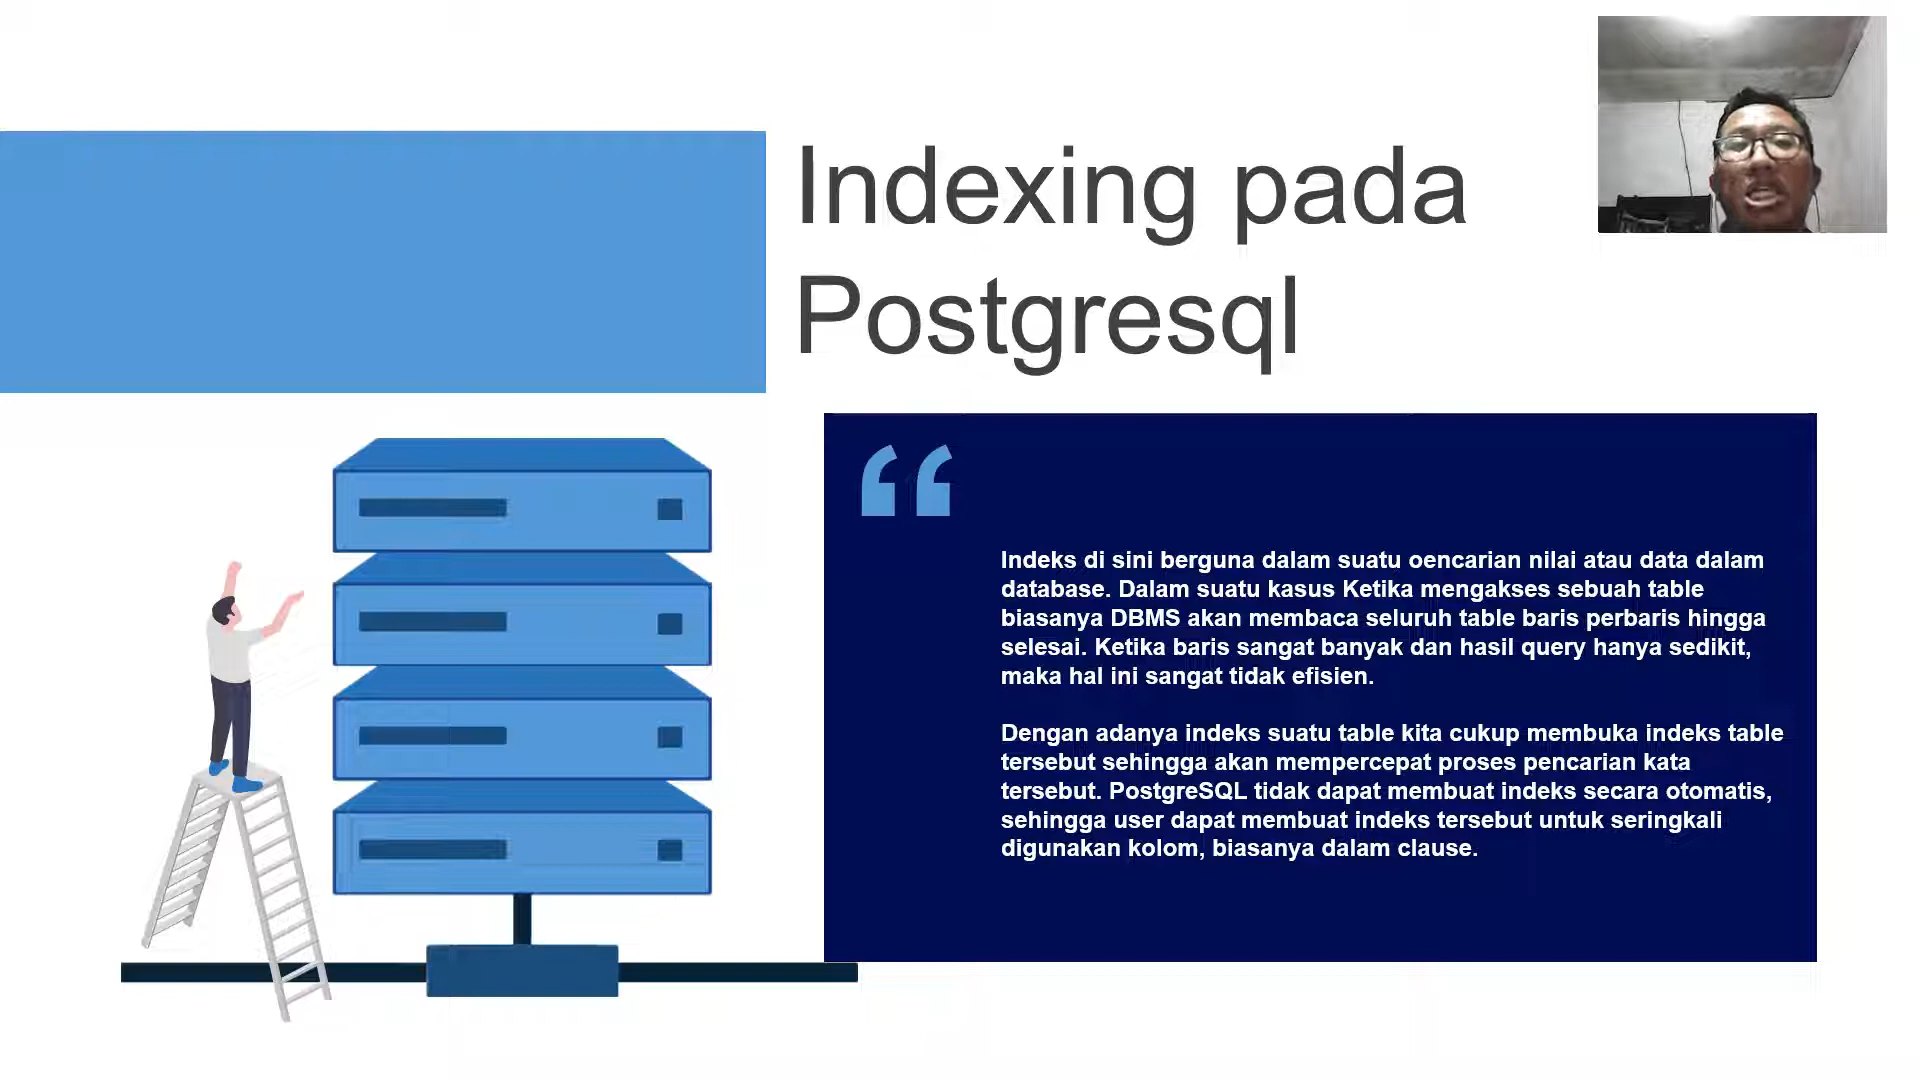 Indexing pada
Postgresql
Indeks di sini berguna dalam suatu oencarian nilai atau data dalam
database. Dalam suatu kasus Ketika mengakses sebuah table
biasanya DBMS akan membaca seluruh table baris perbaris hingga
selesai. Ketika baris sangat banyak dan hasil query hanya sedikit,
maka hal ini sangat tidak efisien.
Dengan adanya indeks suatu table kita cukup membuka indeks table
tersebut sehingga akan mempercepat proses pencarian kata
tersebut. PostgreSQL tidak dapat membuat indeks secara otomatis,
sehingga user dapat membuat indeks tersebut untuk seringkali
digunakan kolom, biasanya dalam clause.